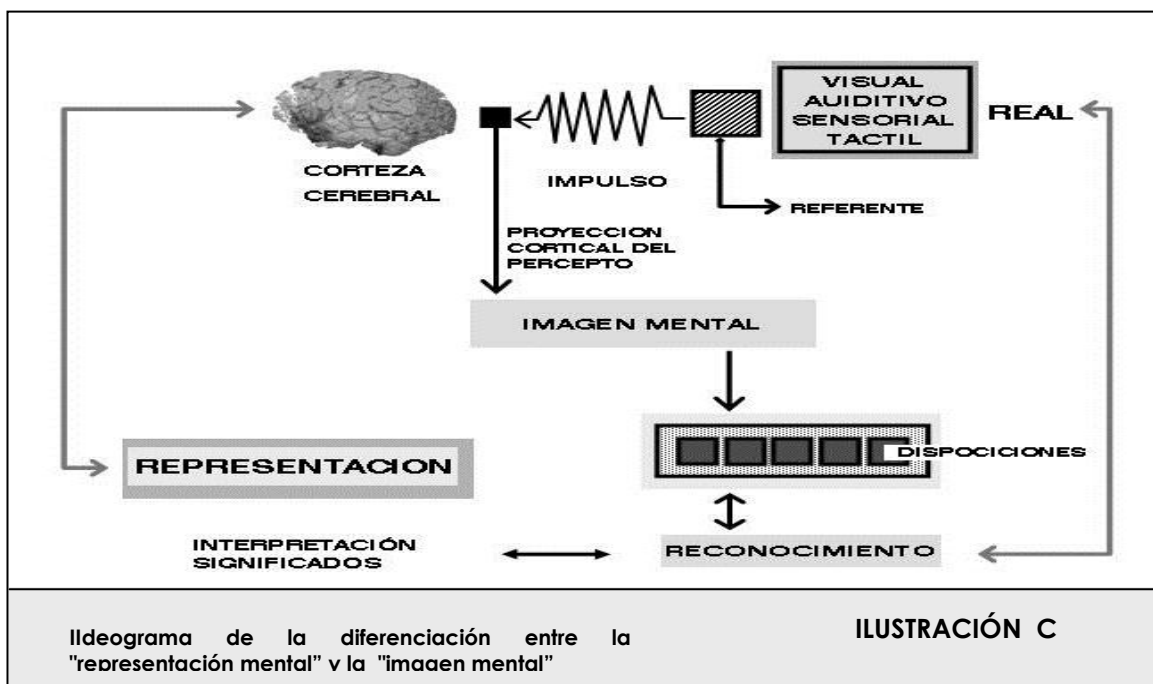 VISUAL
AUIDITIVO
SENSORIAL
TACTIL
REAL
CORTEZA
CEREBRAL
IMPULSO
REFERENTE
PROYECCION
CORTICAL DEL
PERCEPTO
IMAGEN MENTAL
DISPOCICIONES
REPRESENTACION
INTERPRETACIÓN
SIGNIFICADOS
RECONOCIMIENTO
IIdeograma de la diferenciación entre la
"representación mental" y la "imagen mental"
ILUSTRACIÓN C